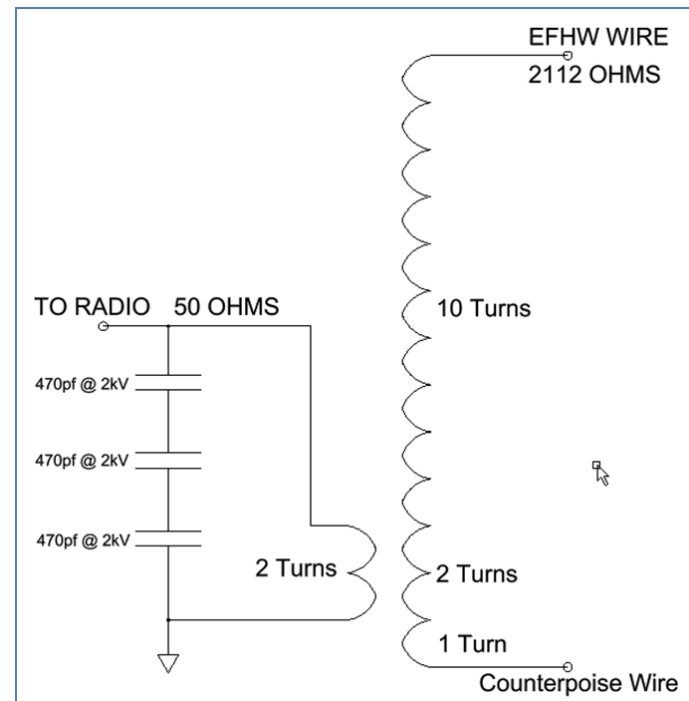 EFHW WIRE
2112 OHMS
TO RADIO 50 OHMS
10 Turns
470pf @ 2kV
470pf @ 2kV
470pf @ 2kV
2 Turns
2 Turns
1 Turn
Counterpoise Wire